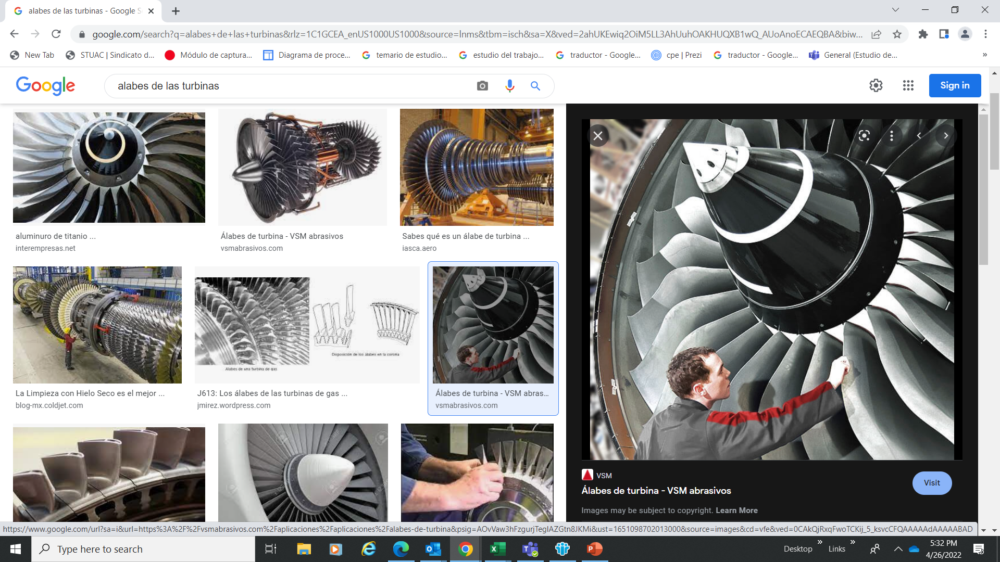 alabes de las turbinas - Google S
google.com/search?q=alabes+de+las+turbinas&rlz=1C1GCEA_enUS1000US1000&source=lnms&tbm=isch&sa=X&ved=2ahUKEwiq2OiM5LL3AhUuhOAKHUQXB1wQ_AUoAnoECAEQBA&biw...
New Tab
STUAC | Sindicato d...
Módulo de captura...
Diagrama de proce...
temario de estudio...
estudio del trabajo...
traductor - Google...
cpe | Prezi
traductor - Google...
General (Estudio de...
»
Google
alabes de las turbinas
Sign in
aluminuro de titanio ...
interempresas.net
Álabes de turbina - VSM abrasivos
vsmabrasivos.com
Sabes qué es un álabe de turbina ...
iasca.aero
Disposición de los álabes en la corona
Alabes de una turbina de gas
La Limpieza con Hielo Seco es el mejor ...
blog-mx.coldjet.com
J613: Los álabes de las turbinas de gas ...
jmirez.wordpress.com
Álabes de turbina - VSM abras...
vsmabrasivos.com
VSM
Álabes de turbina - VSM abrasivos
Visit
Images may be subject to copyright. Learn More
https://www.google.com/url?sa=i&url=https%3A%2F%2Fvsmabrasivos.com%2Faplicaciones%2Faplicaciones%2Falabes-de-turbina&psig=AOvVaw3hFzgurjTegIAZGtn8JKMi&ust=1651098702013000&source=images&cd=vfe&ved=0CAkQjRxqFwoTCKij_5_ksvcCFQAAAAAdAAAAABAD
Type here to search
Desktop
»
Links
»
5:32 PM
4/26/2022